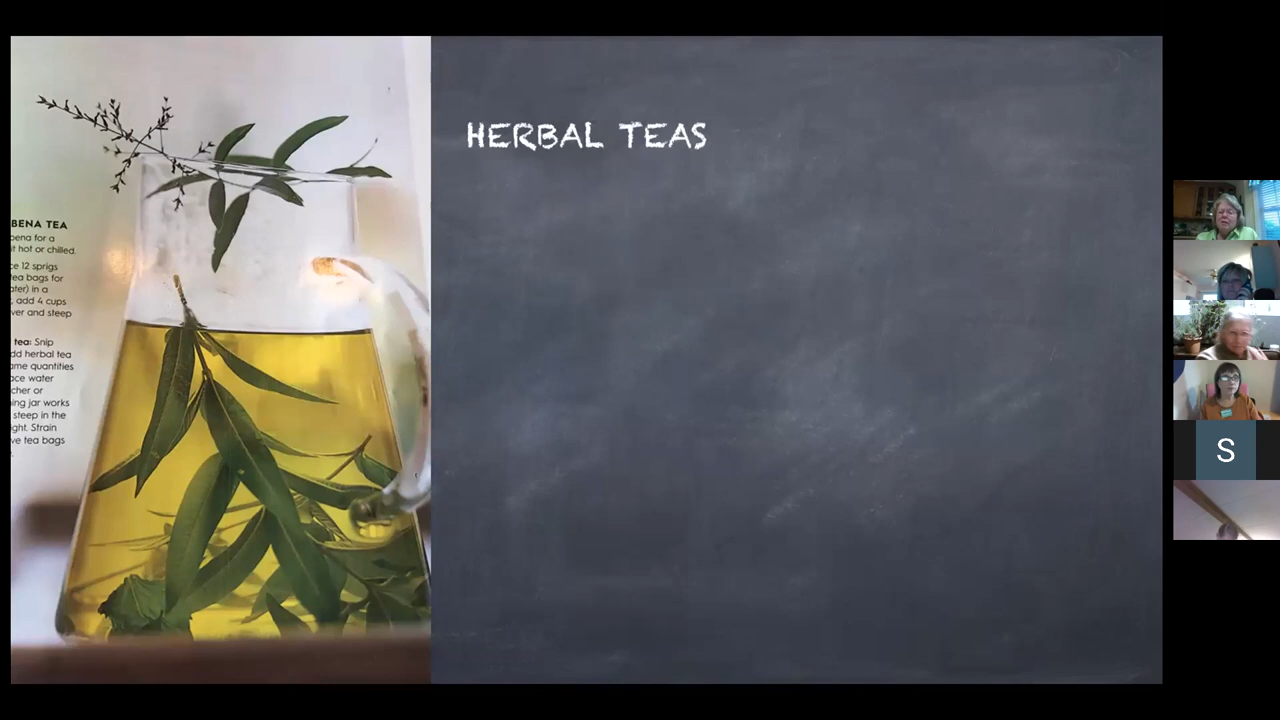 HERBAL TEAS
BENA TEA
bena for a
it hot or chilled.
ce 12 sprigs
tea bags for
ater) in a
, add 4 cups
ver and steep
tea: Snip
dd herbal tea
ame quantities
ace water
cher or
ing jar works
steep in the
ight. Strain
ve tea bags
S